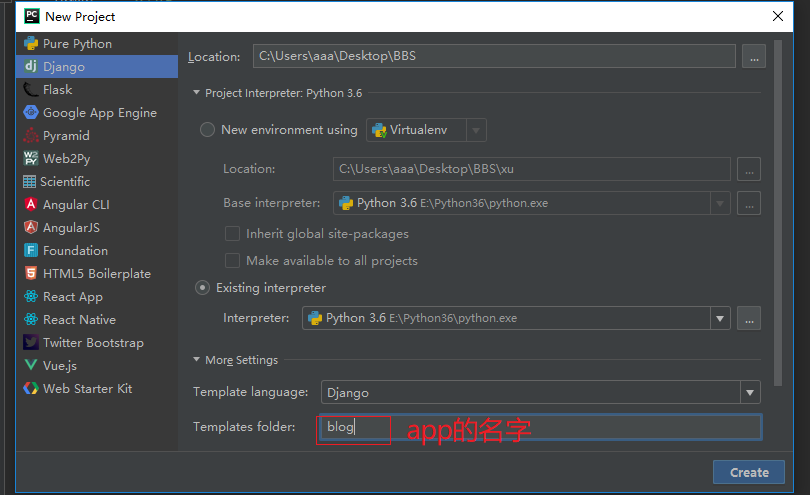 New Project
Pure Python
Django
Flask
Google App Engine
Pyramid
Web2Py
Scientific
Angular CLI
AngularJS
Foundation
HTML5 Boilerplate
React App
React Native
Twitter Bootstrap
Vue.js
Web Starter Kit
Location: C:\Users\aaa\Desktop\BBS ...
Project Interpreter: Python 3.6
New environment using Virtualenv
Location: C:\Users\aaa\Desktop\BBS\xu ...
Base interpreter: Python 3.6 E:\Python36\python.exe ...
Inherit global site-packages
Make available to all projects
Existing interpreter
Interpreter: Python 3.6 E:\Python36\python.exe ...
More Settings
Template language: Django
Templates folder: blog app的名字
Create